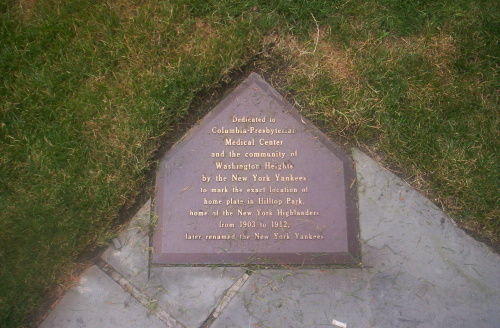 Dedicated to
Columbia-Presbyterian
Medical Center
and the community of
Washington Heights
by the New York Yankees
to mark the exact location of
home plate in Hilltop Park,
home of the New York Highlanders
from 1903 to 1912,
later renamed the New York Yankees